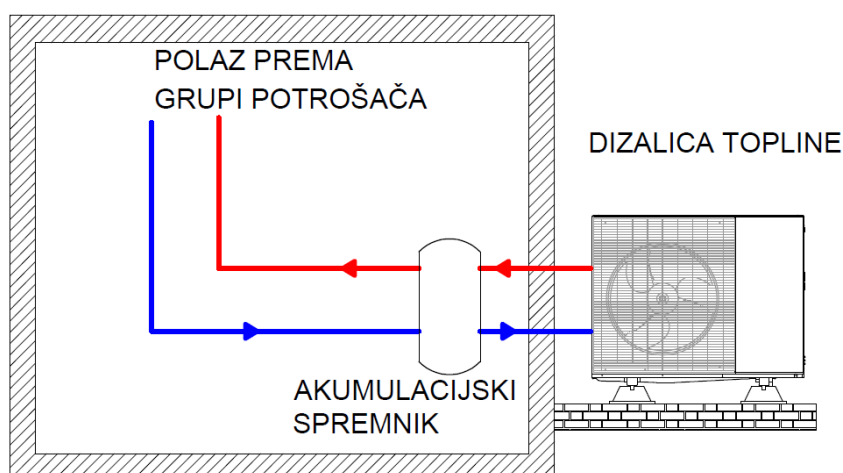 POLAZ PREMA
GRUPI POTROŠAČA
DIZALICA TOPLINE
AKUMULACIJSKI
SPREMNIK